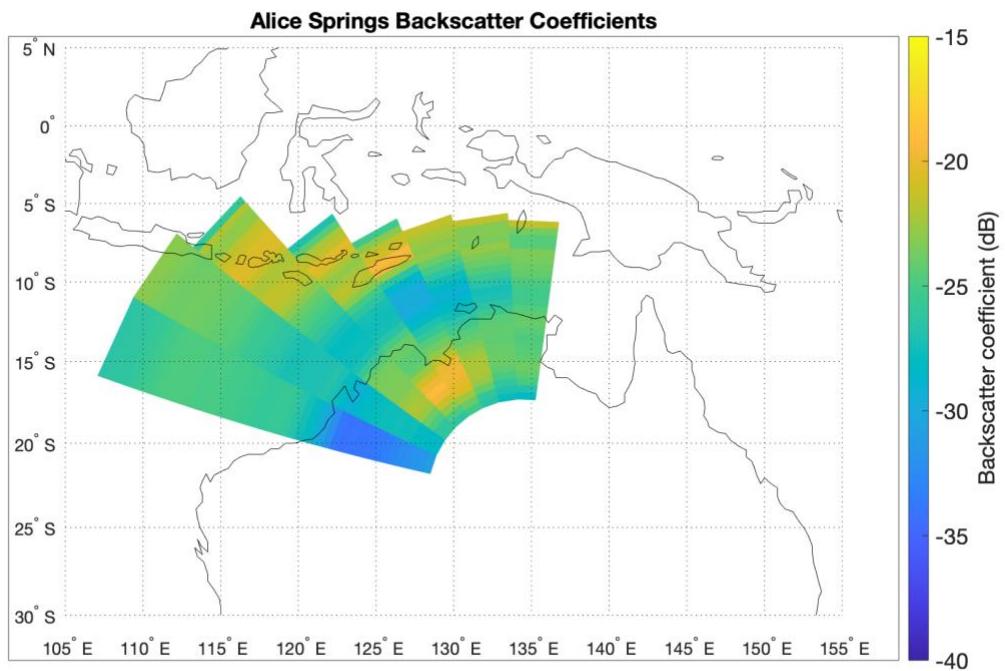 Alice Springs Backscatter Coefficients
5° N
0°
5° S
10° S
15° S
20° S
25° S
30° S
105° E 110° E 115° E 120° E 125° E 130° E 135° E 140° E 145° E 150° E 155° E
-15
-20
-25
-30
-35
-40
Backscatter coefficient (dB)